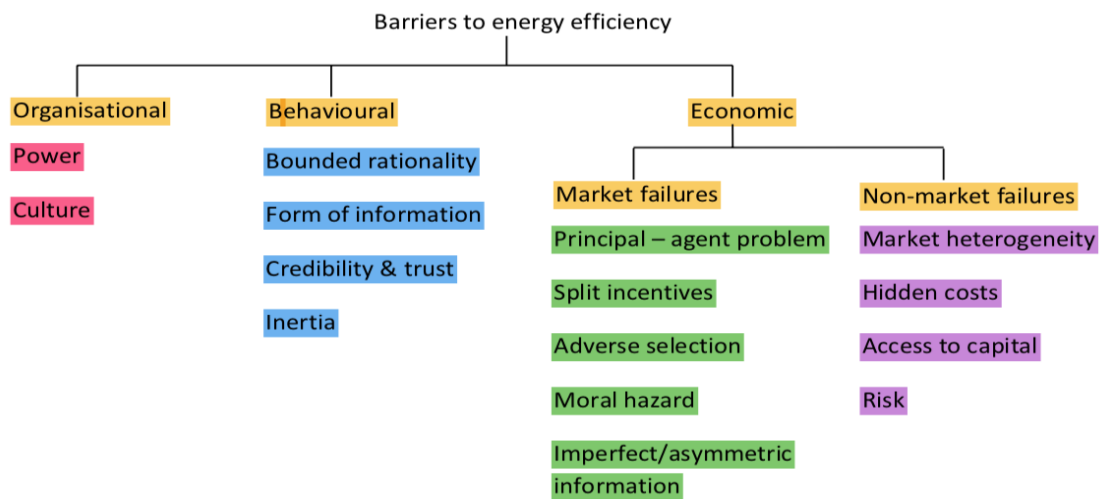 Barriers to energy efficiency
Organisational
Power
Culture
Behavioural
Bounded rationality
Form of information
Credibility & trust
Inertia
Economic
Market failures
Principal – agent problem
Split incentives
Adverse selection
Moral hazard
Imperfect/asymmetric
information
Non-market failures
Market heterogeneity
Hidden costs
Access to capital
Risk